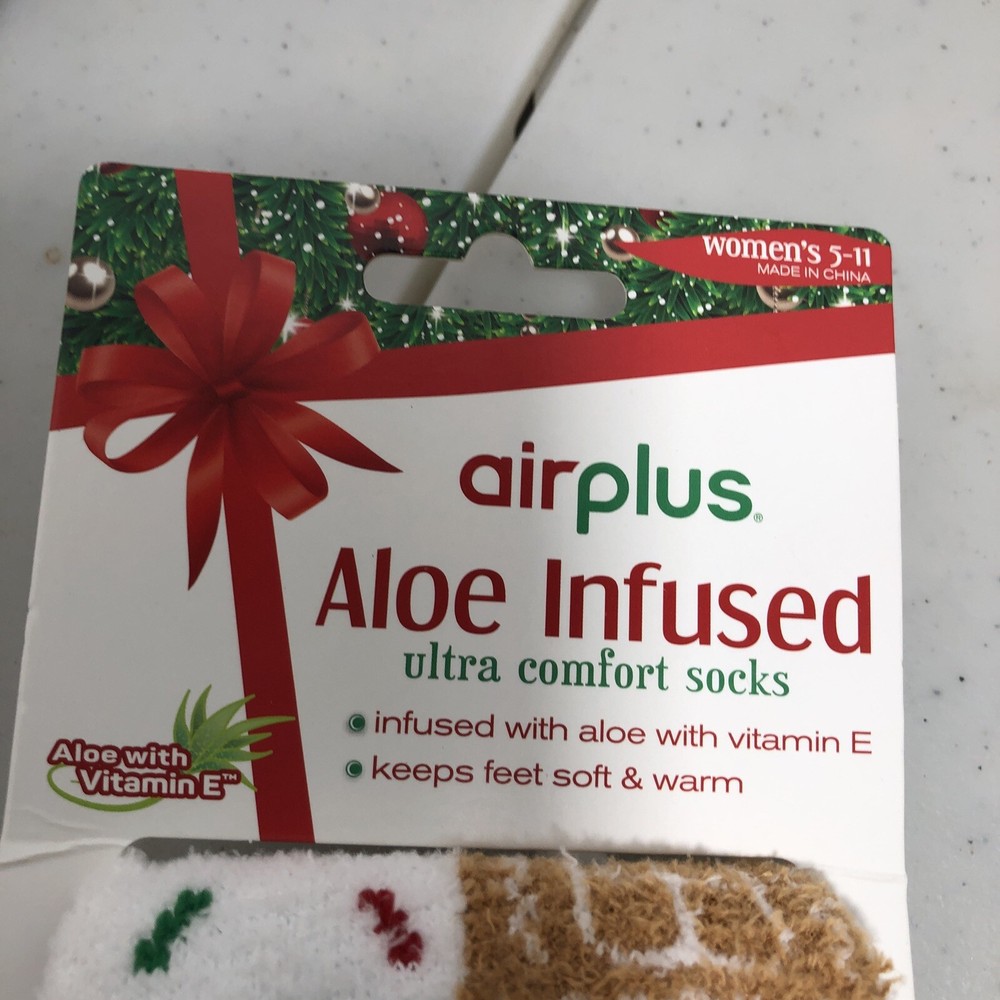 women's 5-11
MADE IN CHINA
airplus®
Aloe Infused
ultra comfort socks
infused with aloe with vitamin E
keeps feet soft & warm
Aloe with
Vitamin E™